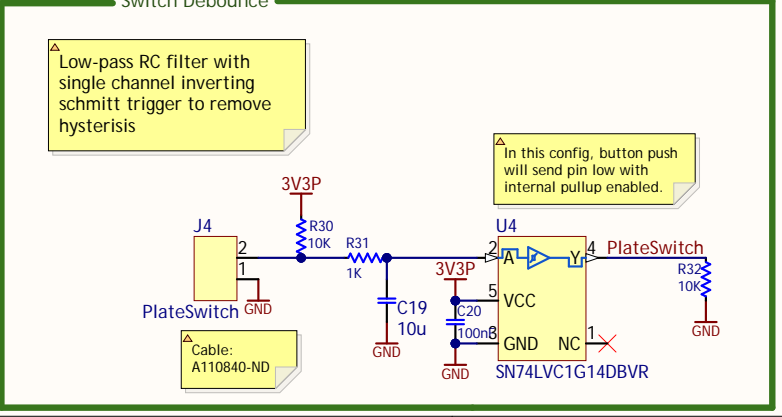 Switch Debounce
Low-pass RC filter with
single channel inverting
schmitt trigger to remove
hysterisis
In this config, button push
will send pin low with
internal pullup enabled.
3V3P
J4
R30
10K
R31
1K
2
1
PlateSwitch
GND
Cable:
A110840-ND
C19
10u
GND
3V3P
C20
100n
GND
U4
2
A
Y
4
PlateSwitch
5
VCC
3
GND
NC
1
SN74LVC1G14DBVR
R32
10K
GND